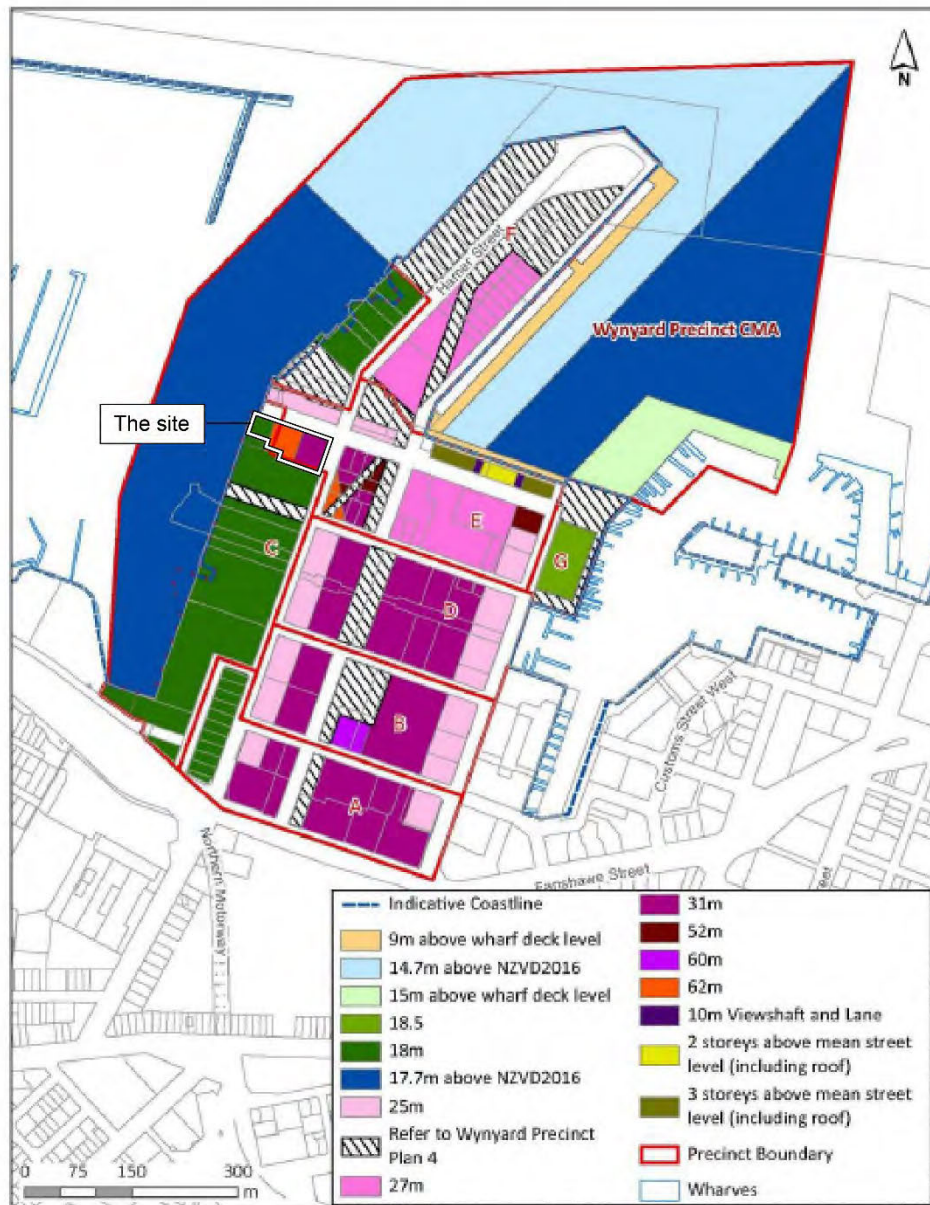 N
F
Hamer Street
Wynyard Precinct CMA
The site
E
C
G
D
B
A
Customs Street West
Northern Motorway
Fanshawe Street
Street
Indicative Coastline
9m above wharf deck level
14.7m above NZVD2016
15m above wharf deck level
18.5
18m
17.7m above NZVD2016
25m
Refer to Wynyard Precinct
Plan 4
27m
31m
52m
60m
62m
10m Viewshaft and Lane
2 storeys above mean street
level (including roof)
3 storeys above mean street
level (including roof)
Precinct Boundary
Wharves
0 75 150 300
m